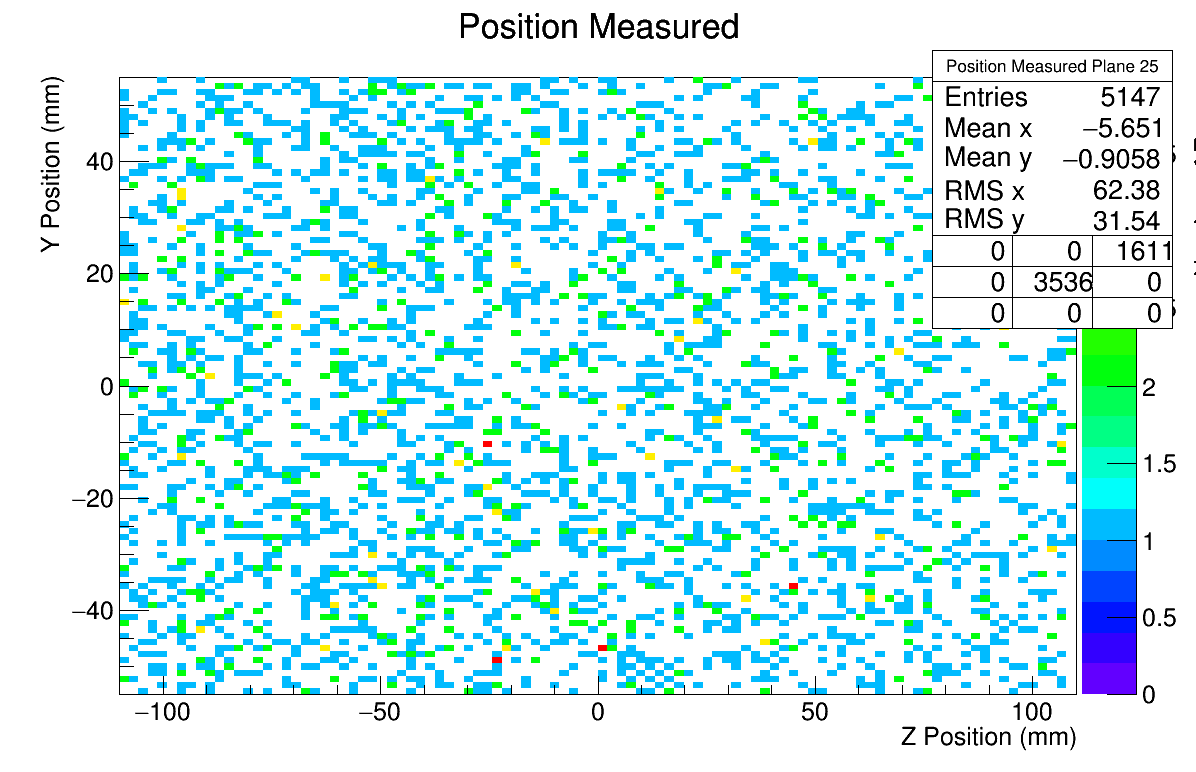 Position Measured
Position Measured Plane 25
Entries 5147
Mean x −5.651
Mean y −0.9058
RMS x 62.38
RMS y 31.54
0 0 1611
0 3536 0
0 0 0
Y Position (mm)
40
20
0
−20
−40
2
1.5
1
0.5
0
−100 −50 0 50 100
Z Position (mm)